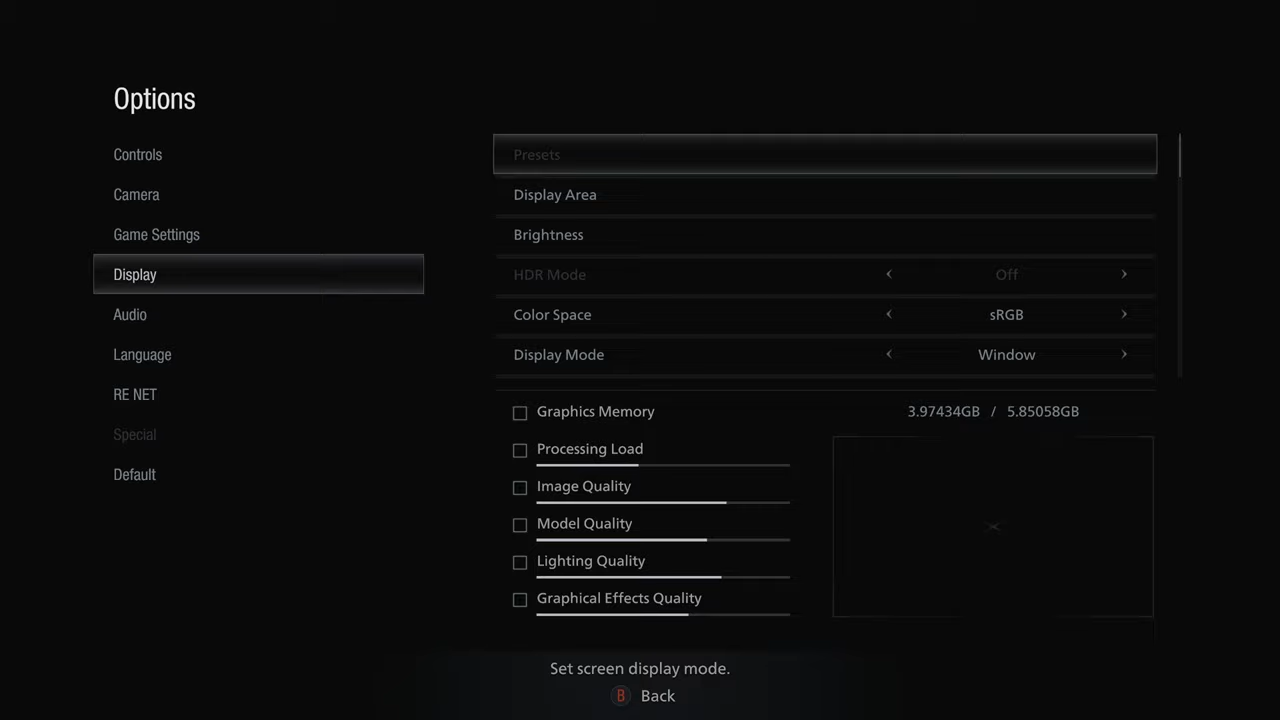 Options
Controls
Camera
Game Settings
Display
Audio
Language
RE NET
Special
Default
Presets
Display Area
Brightness
HDR Mode Off
Color Space sRGB
Display Mode Window
Graphics Memory 3.97434GB / 5.85058GB
Processing Load
Image Quality
Model Quality
Lighting Quality
Graphical Effects Quality
Set screen display mode.
B Back